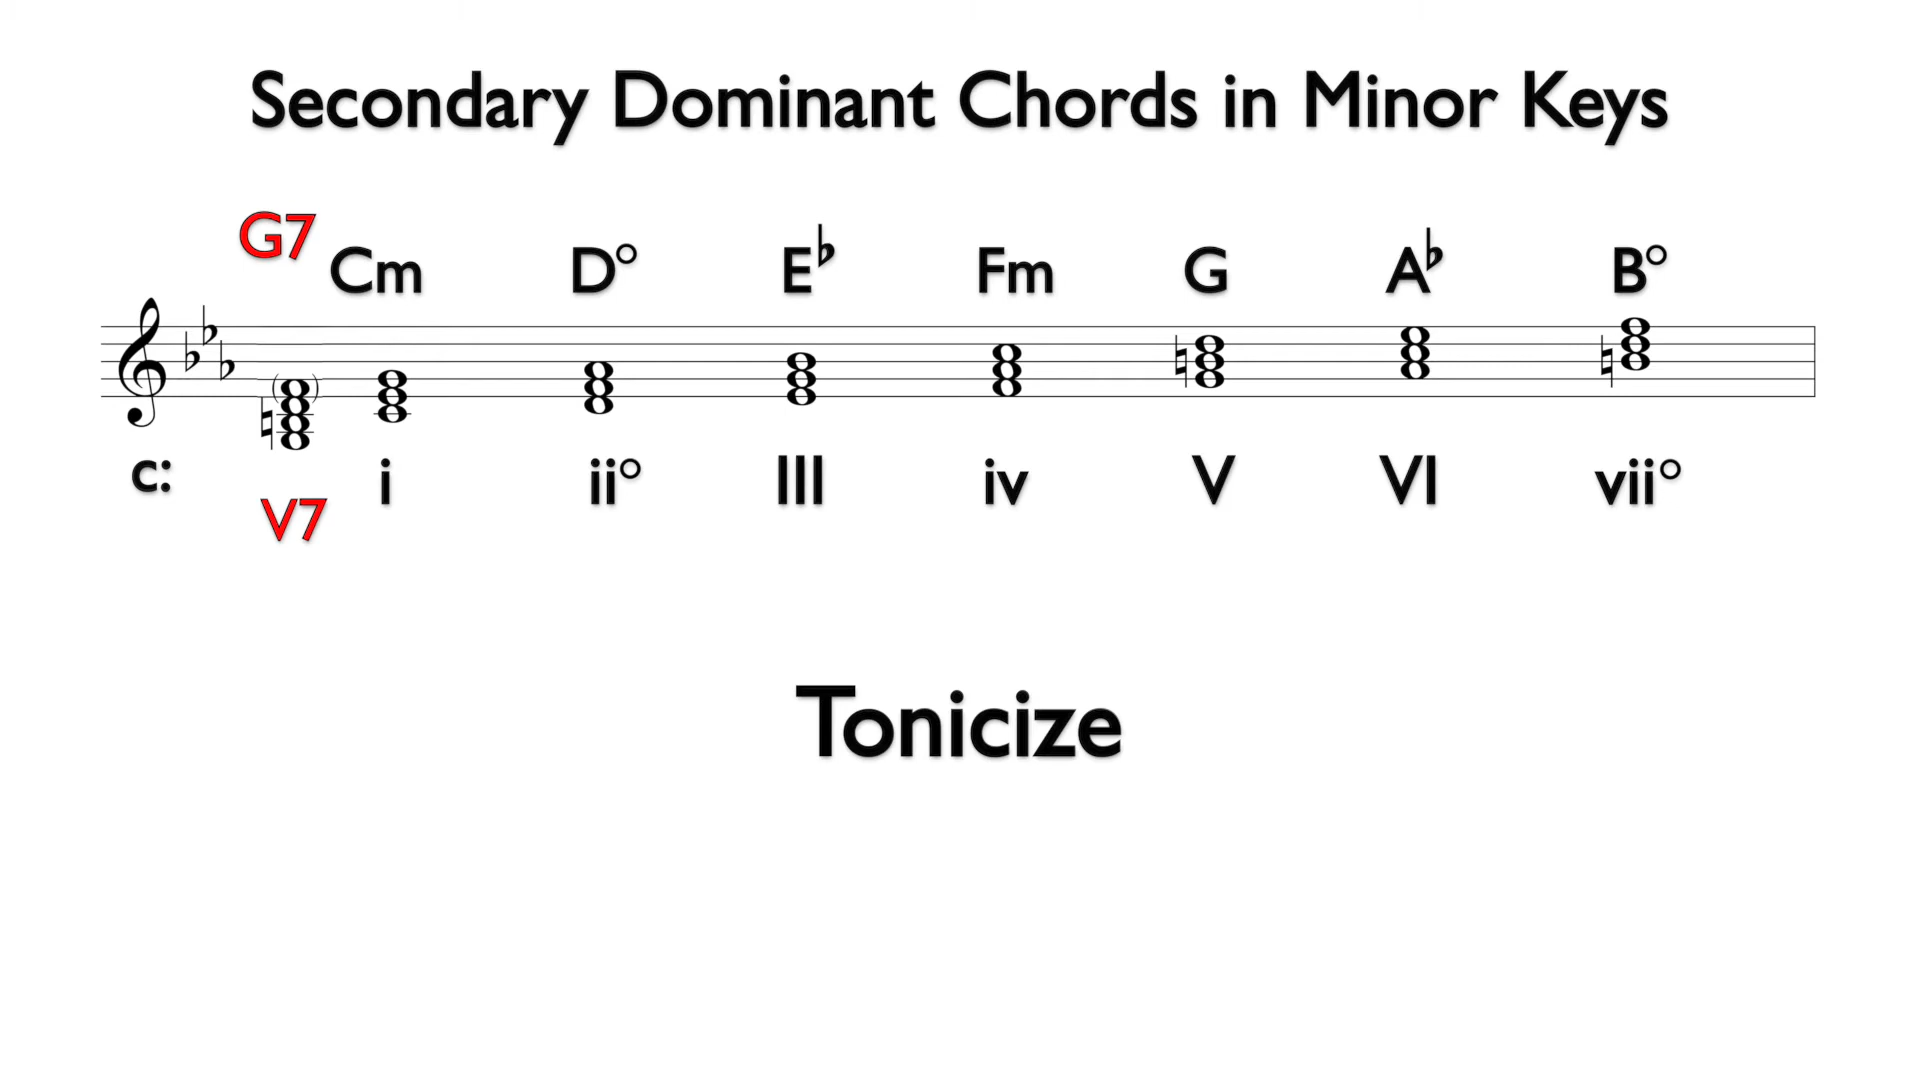 Secondary Dominant Chords in Minor Keys
G7
Cm D° E♭ Fm G A♭ B°
c: i ii° III iv V VI vii°
V7
Tonicize